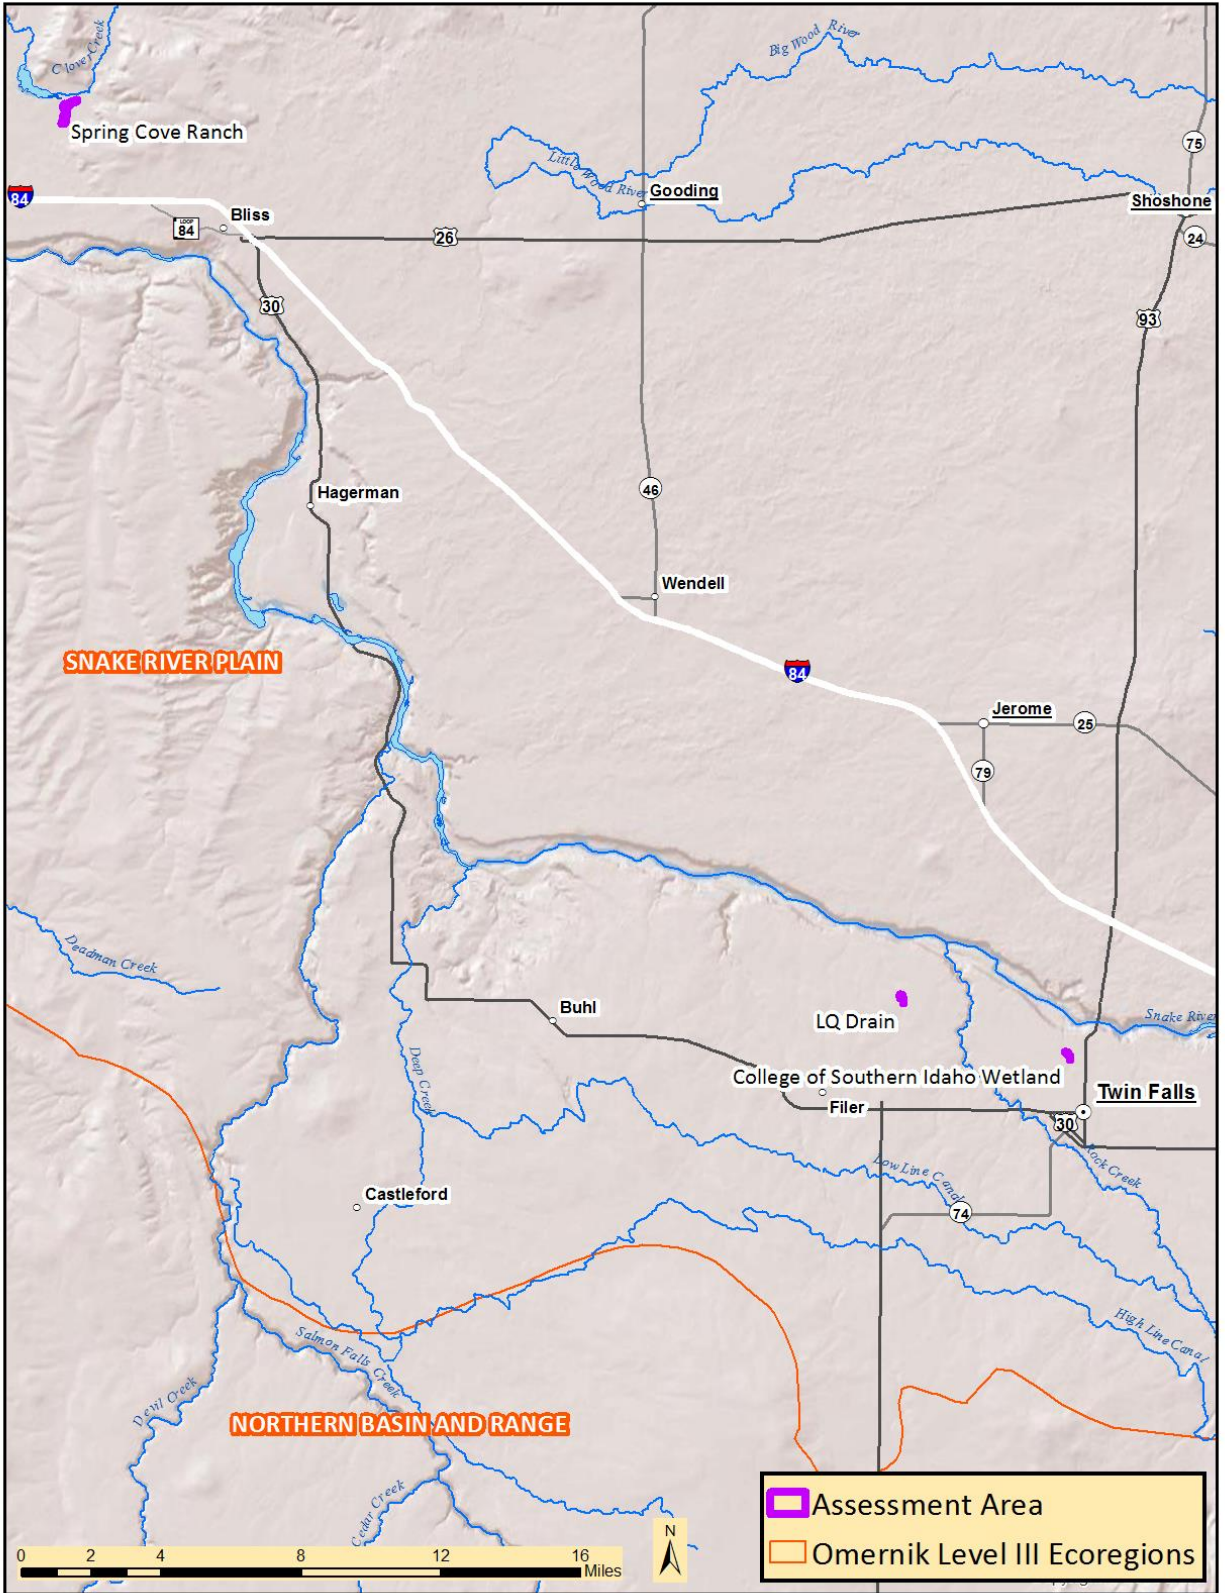 Clover Creek
Big Wood River
Spring Cove Ranch
75
Little Wood River
84
Gooding
Shoshone
LOOP
84
Bliss
26
24
30
93
Hagerman
46
Wendell
SNAKE RIVER PLAIN
84
Jerome
25
79
Deadman Creek
Buhl
LQ Drain
Snake River
Deep Creek
College of Southern Idaho Wetland
Twin Falls
Filer
30
Rock Creek
Low Line Canal
Castleford
74
High Line Canal
Salmon Falls Creek
Devil Creek
NORTHERN BASIN AND RANGE
Cedar Creek
N
0 2 4 8 12 16
Miles
Assessment Area
Omernik Level III Ecoregions